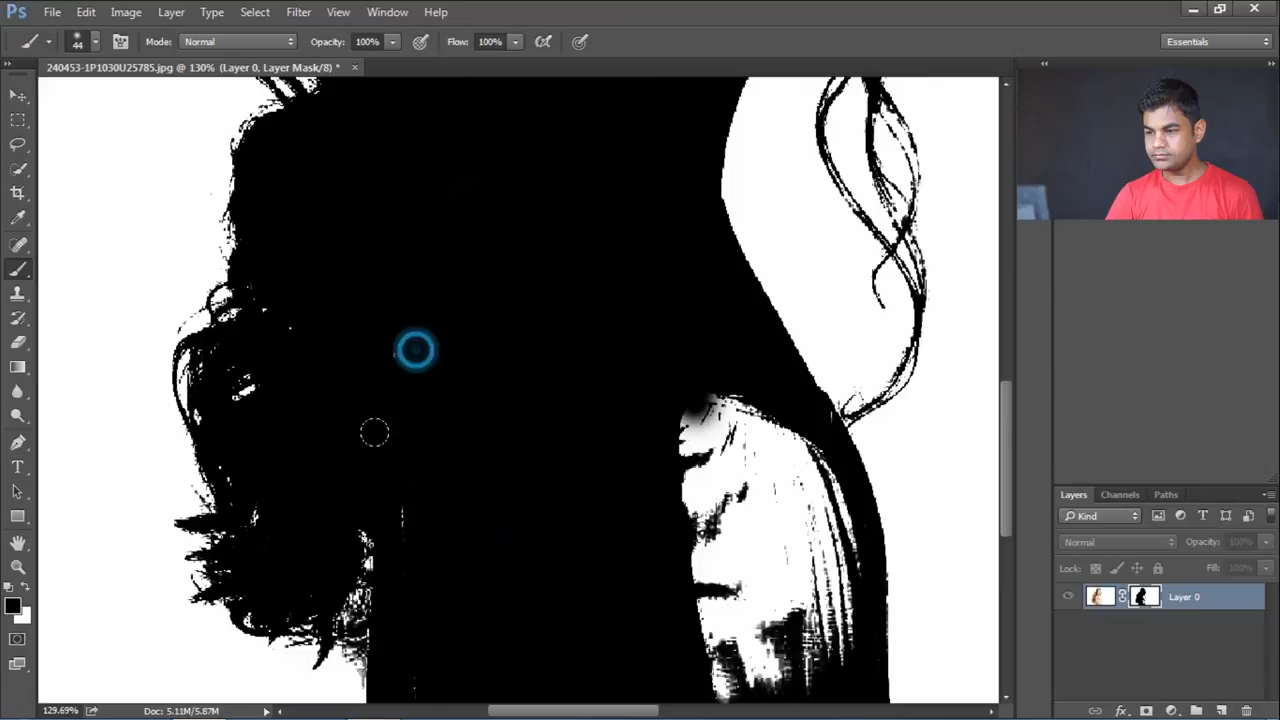 Ps File Edit Image Layer Type Select Filter View Window Help
44 Mode: Normal Opacity: 100% Flow: 100% Essentials
240453-1P1030U25785.jpg @ 130% (Layer 0, Layer Mask/8) *
Layers Channels Paths
Kind
Normal Opacity: 100%
Lock: Fill: 100%
Layer 0
129.69% Doc: 5.11M/5.87M